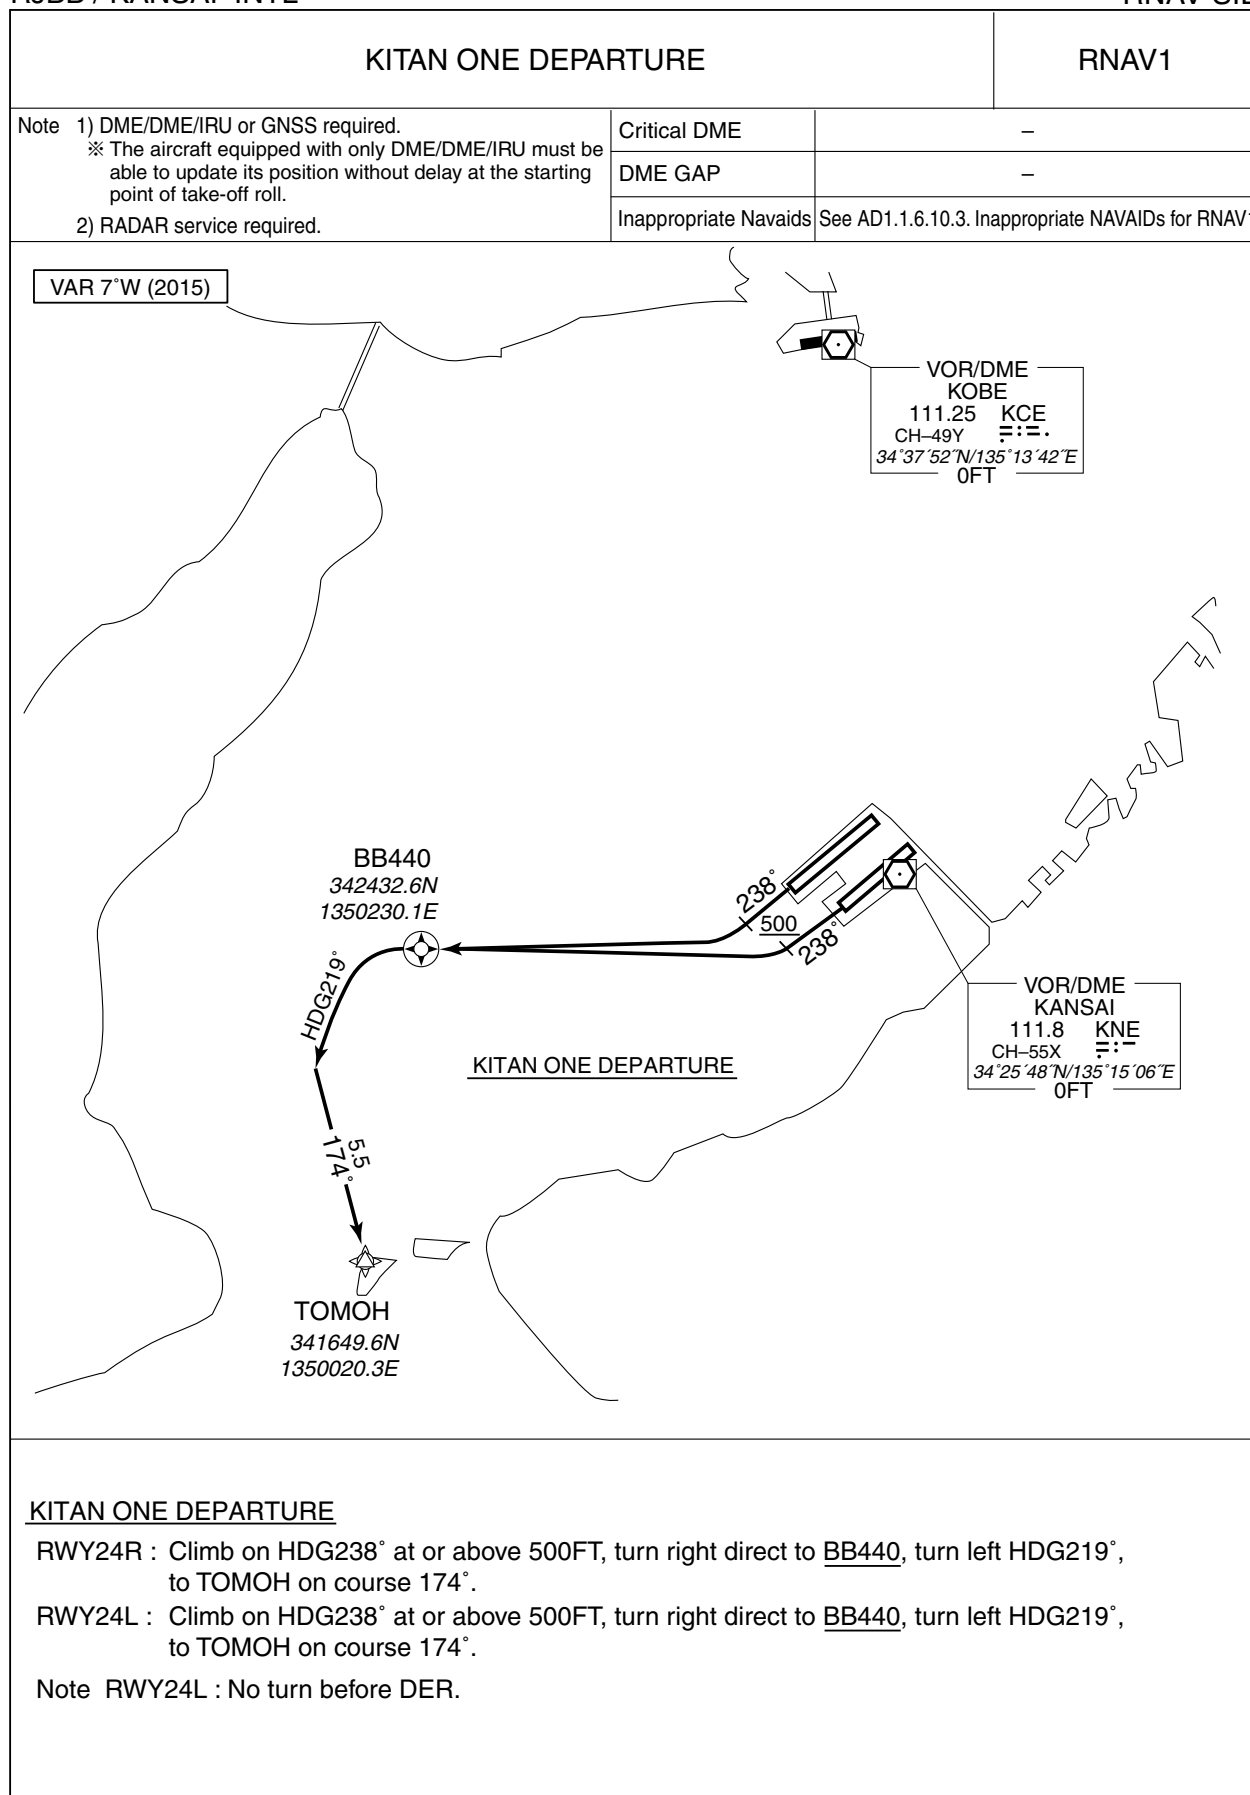 RJBB / KANSAI INTL
RNAV SID
KITAN ONE DEPARTURE
RNAV1
Note 1) DME/DME/IRU or GNSS required.
※ The aircraft equipped with only DME/DME/IRU must be
able to update its position without delay at the starting
point of take-off roll.
2) RADAR service required.
Critical DME –
DME GAP –
Inappropriate Navaids See AD1.1.6.10.3. Inappropriate NAVAIDs for RNAV1
VAR 7˚W (2015)
VOR/DME
KOBE
111.25 KCE
CH–49Y
34˚37´52˝N/135˚13´42˝E
0FT
BB440
342432.6N
1350230.1E
238˚
500
238˚
HDG219˚
VOR/DME
KANSAI
111.8 KNE
CH–55X
34˚25´48˝N/135˚15´06˝E
0FT
KITAN ONE DEPARTURE
5.5
174˚
TOMOH
341649.6N
1350020.3E
KITAN ONE DEPARTURE
RWY24R : Climb on HDG238˚ at or above 500FT, turn right direct to BB440, turn left HDG219˚,
to TOMOH on course 174˚.
RWY24L : Climb on HDG238˚ at or above 500FT, turn right direct to BB440, turn left HDG219˚,
to TOMOH on course 174˚.
Note RWY24L : No turn before DER.